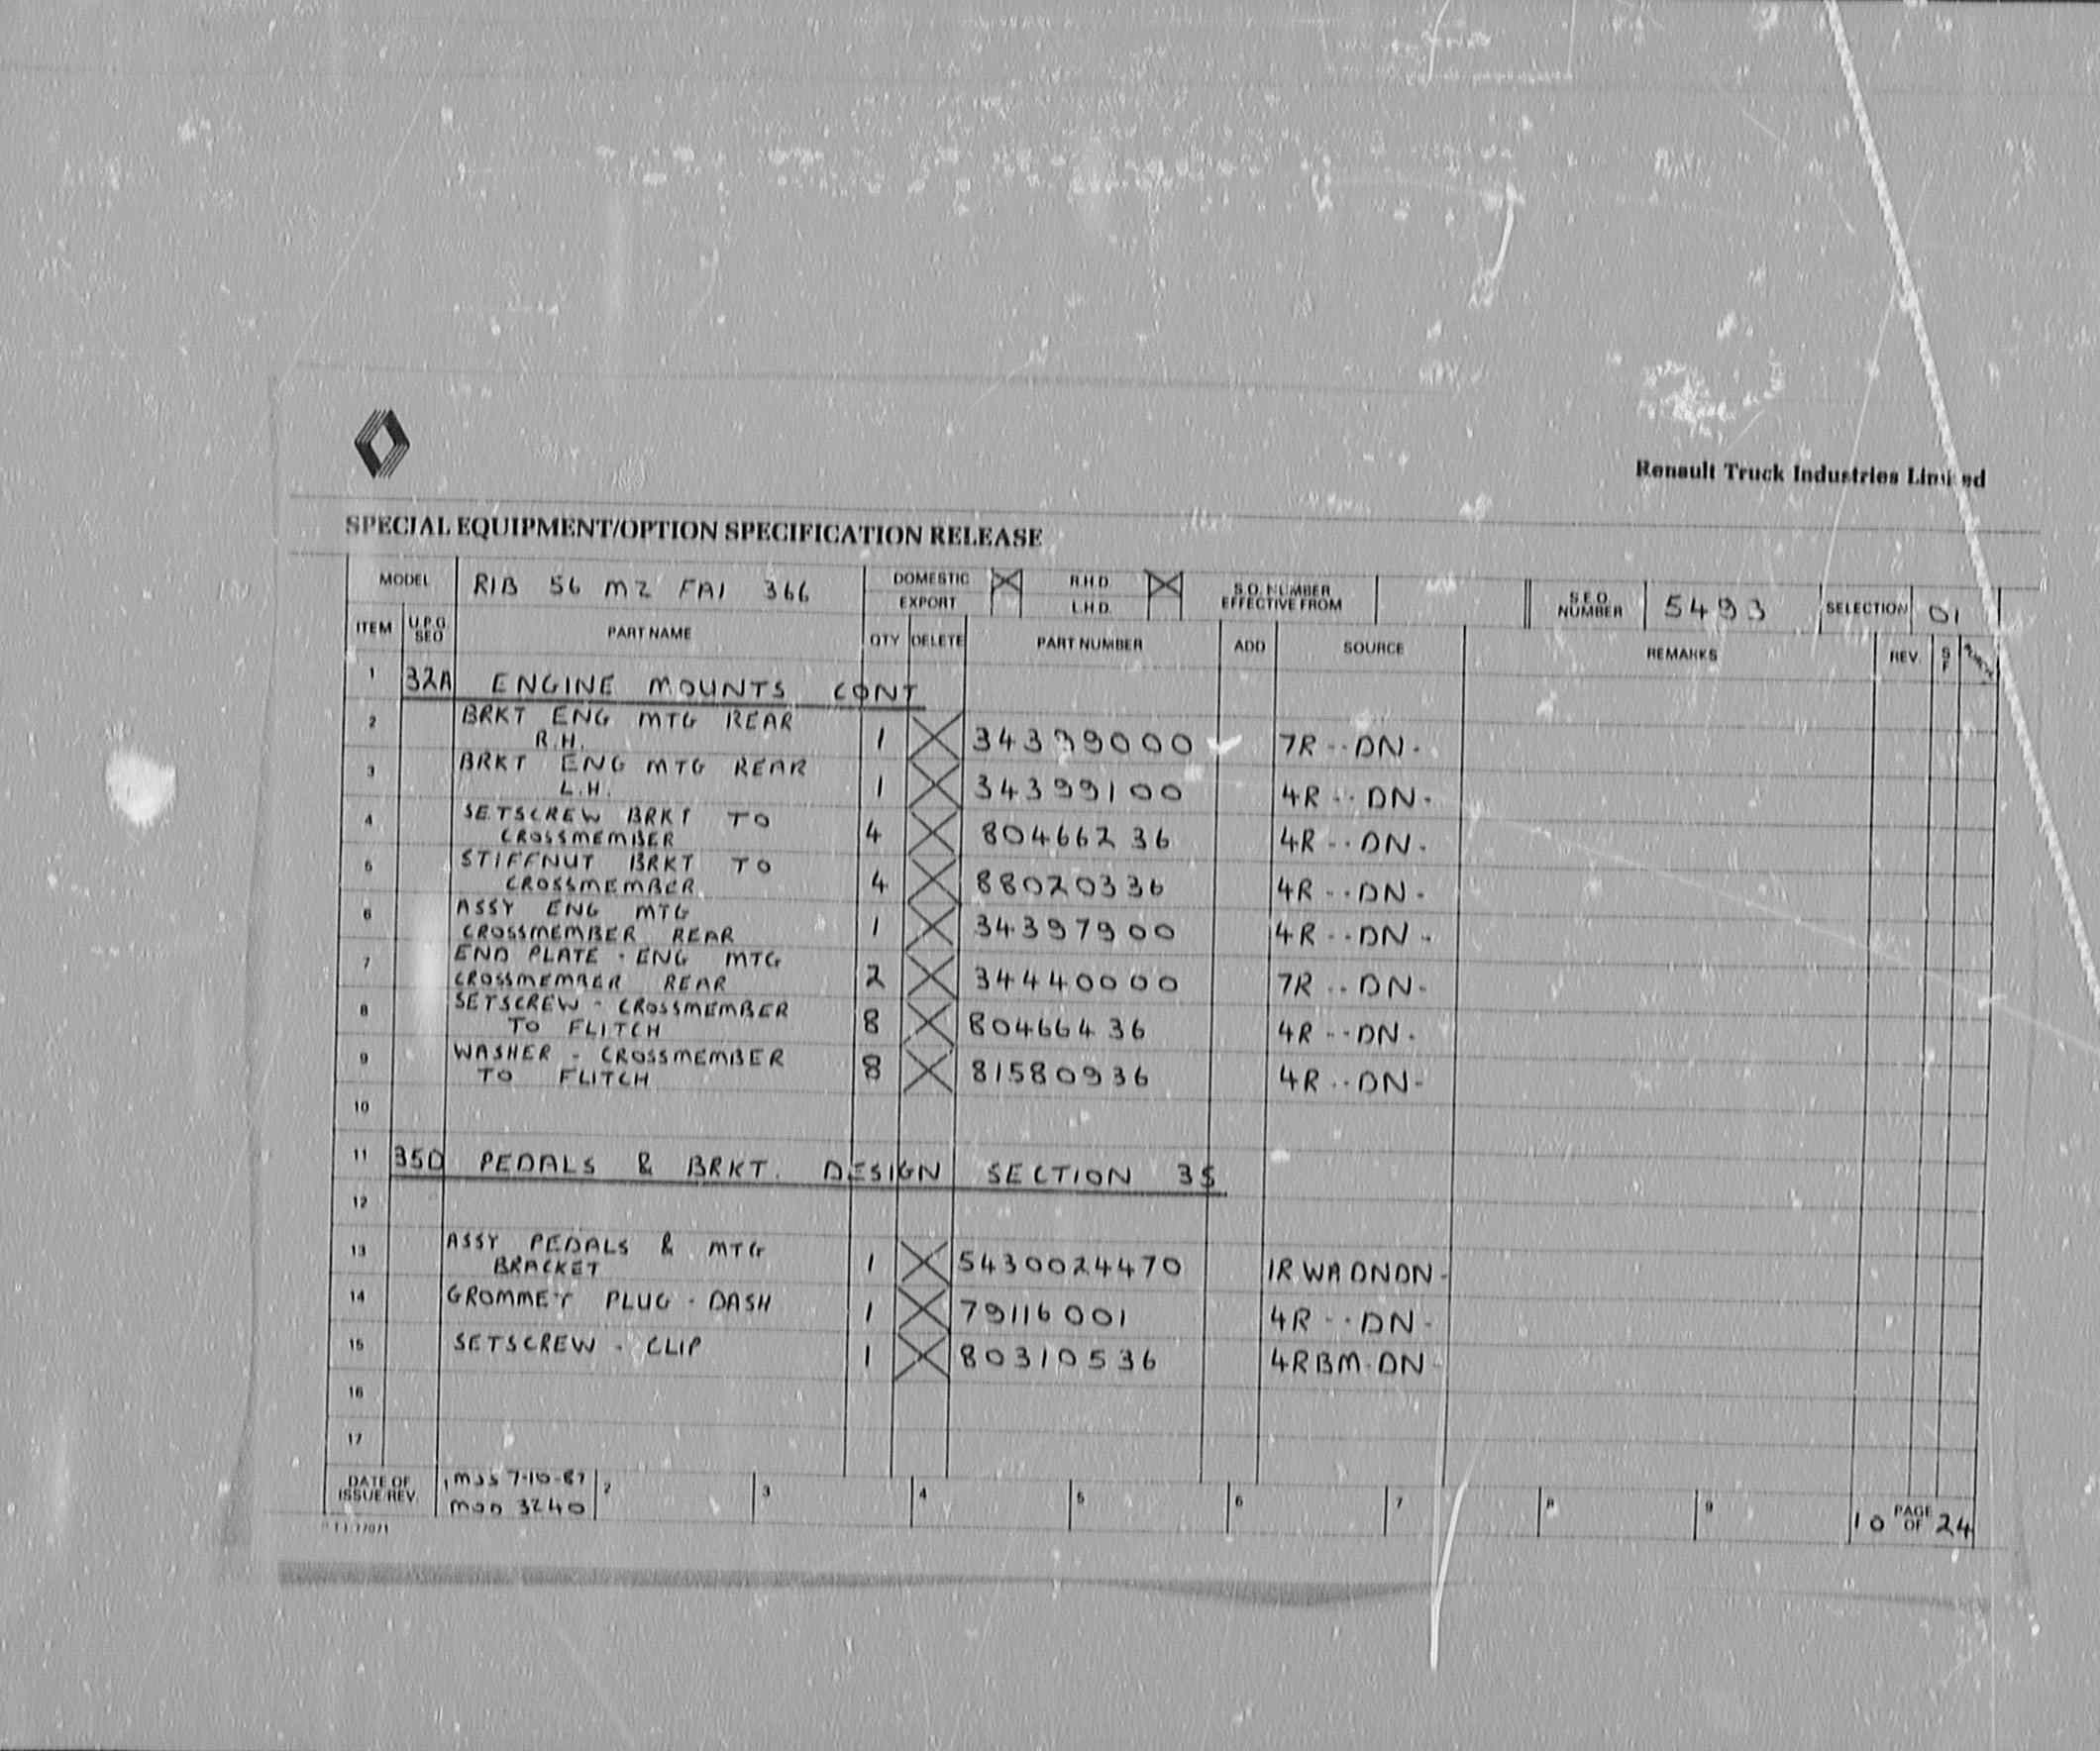 Renault Truck Industries Limited
SPECIAL EQUIPMENT/OPTION SPECIFICATION RELEASE
MODEL RIB 56 M2 FAI 366 DOMESTIC R.H.D. S.O. NUMBER EFFECTIVE FROM S.E.O. NUMBER 5493 SELECTION 01
EXPORT L.H.D.
ITEM U.P.G. SEO PART NAME QTY DELETE PART NUMBER ADD SOURCE REMARKS REV.
1 32A ENGINE MOUNTS CONT
2 BRKT ENG MTG REAR
R.H. 1 X 34399000 7R--DN-
3 BRKT ENG MTG REAR
L.H. 1 X 34399100 4R--DN-
4 SETSCREW BRKT TO
CROSSMEMBER 4 X 80466236 4R--DN-
5 STIFFNUT BRKT TO
CROSSMEMBER 4 X 88020336 4R--DN-
6 ASSY ENG MTG
CROSSMEMBER REAR 1 X 34397900 4R--DN-
7 END PLATE - ENG MTG
CROSSMEMBER REAR 2 X 34440000 7R--DN-
8 SETSCREW - CROSSMEMBER
TO FLITCH 8 X 80466436 4R--DN-
9 WASHER - CROSSMEMBER
TO FLITCH 8 X 81580936 4R--DN-
10
11 35D PEDALS & BRKT. DESIGN SECTION 35
12
13 ASSY PEDALS & MTG
BRACKET 1 X 5430024470 1RWADNDN-
14 GROMMET PLUG - DASH 1 X 79116001 4R--DN-
15 SETSCREW - CLIP 1 X 80310536 4RBM-DN-
16
17
DATE OF ISSUE/REV. 1 MJS 7-10-87 2 3 4 5 6 7 8 9 10 PAGE OF 24
MOD 3240